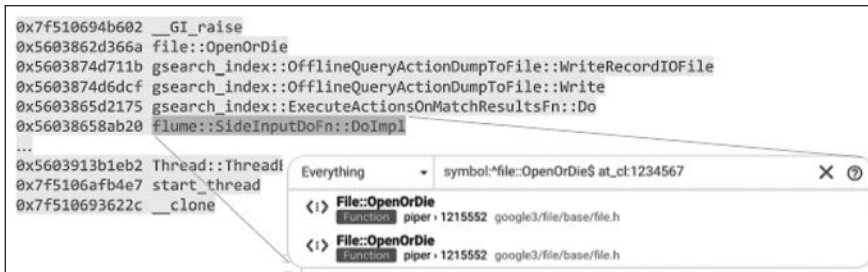 0x7f510694b602 __GI_raise
0x5603862d366a file::OpenOrDie
0x5603874d711b gsearch_index::OfflineQueryActionDumpToFile::WriteRecordIOFile
0x5603874d6dcf gsearch_index::OfflineQueryActionDumpToFile::Write
0x5603865d2175 gsearch_index::ExecuteActionsOnMatchResultsFn::Do
0x56038658ab20 flume::SideInputDoFn::DoImpl
...
0x5603913b1eb2 Thread::Thread
0x7f5106afb4e7 start_thread
0x7f510693622c __clone
Everything symbol:^file::OpenOrDie$ at_cl:1234567
File::OpenOrDie
Function piper › 1215552 google3/file/base/file.h
File::OpenOrDie
Function piper › 1215552 google3/file/base/file.h